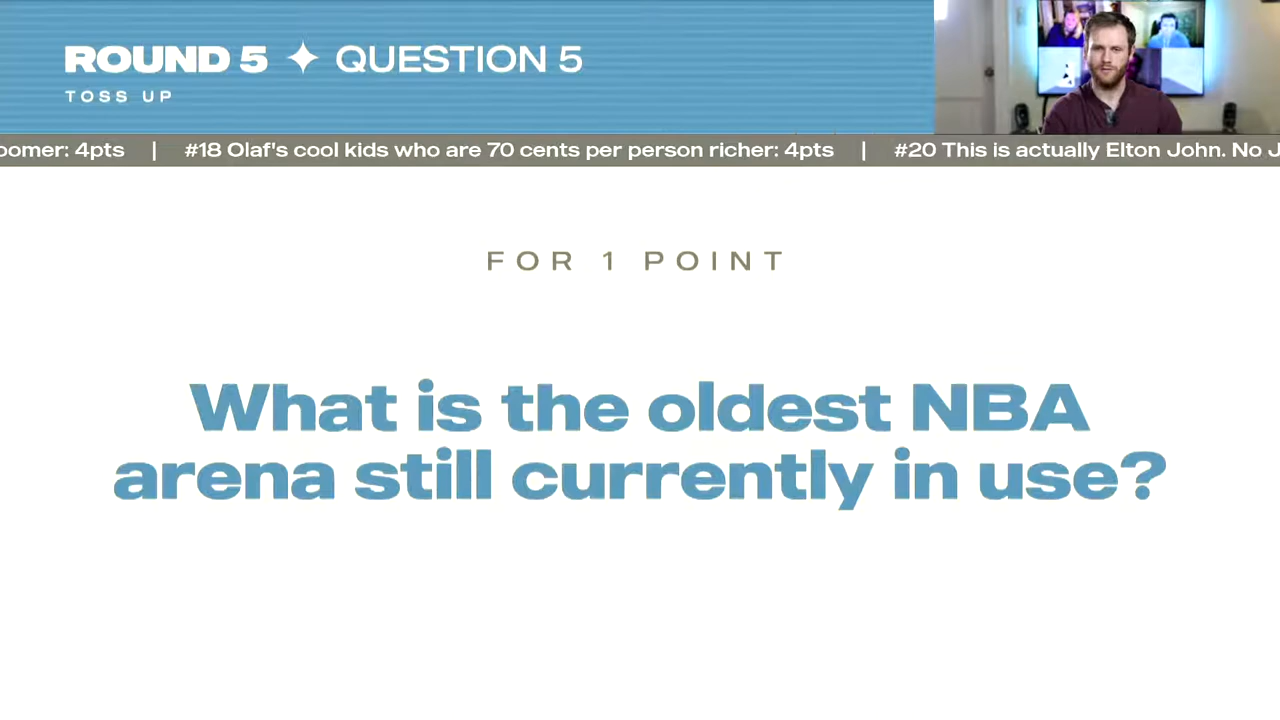 ROUND 5 ✦ QUESTION 5
TOSS UP
oomer: 4pts | #18 Olaf's cool kids who are 70 cents per person richer: 4pts | #20 This is actually Elton John. No J
FOR 1 POINT
What is the oldest NBA
arena still currently in use?